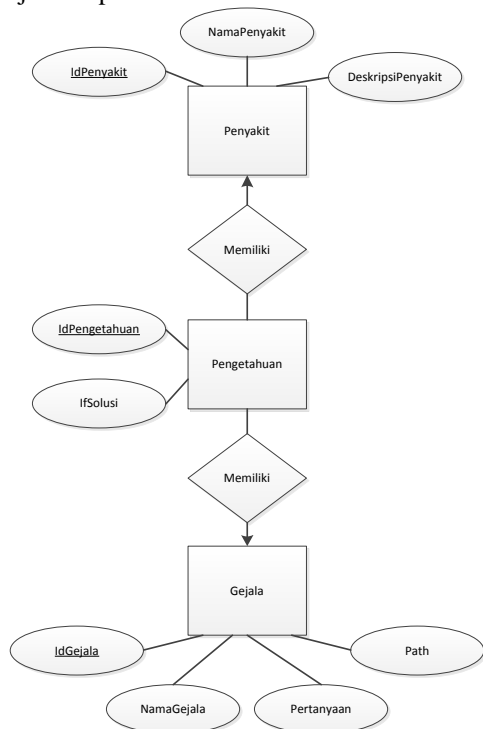 NamaPenyakit
IdPenyakit
DeskripsiPenyakit
Penyakit
Memiliki
IdPengetahuan
Pengetahuan
IfSolusi
Memiliki
Gejala
IdGejala
Path
NamaGejala
Pertanyaan